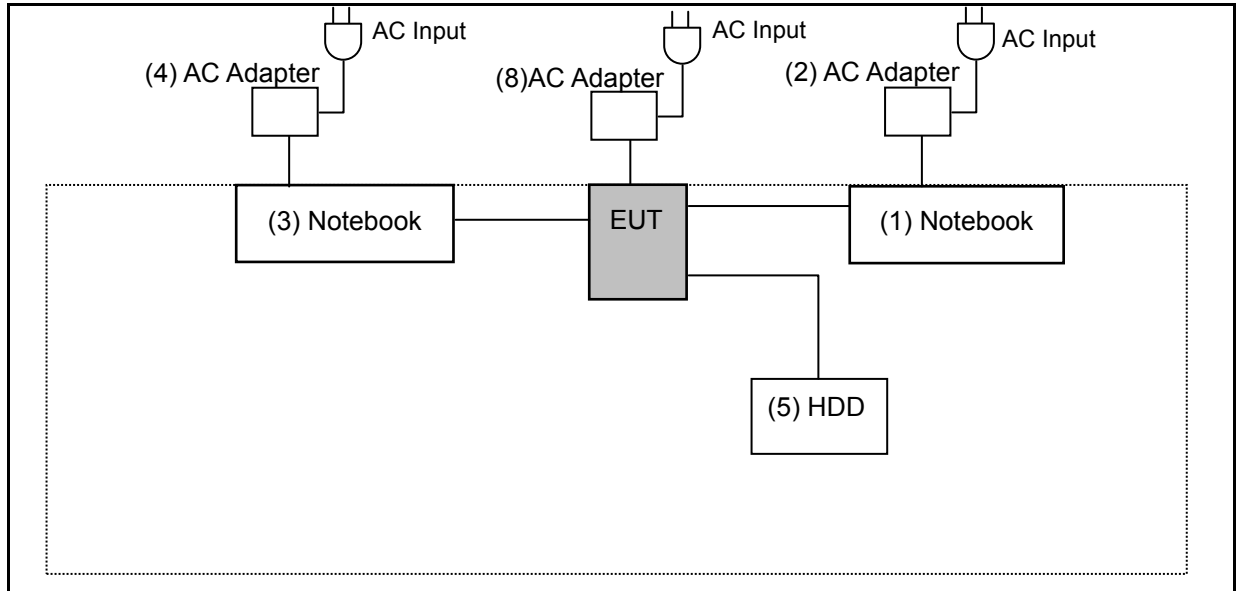 AC Input
AC Input
AC Input
(4) AC Adapter
(8)AC Adapter
(2) AC Adapter
(3) Notebook
EUT
(1) Notebook
(5) HDD